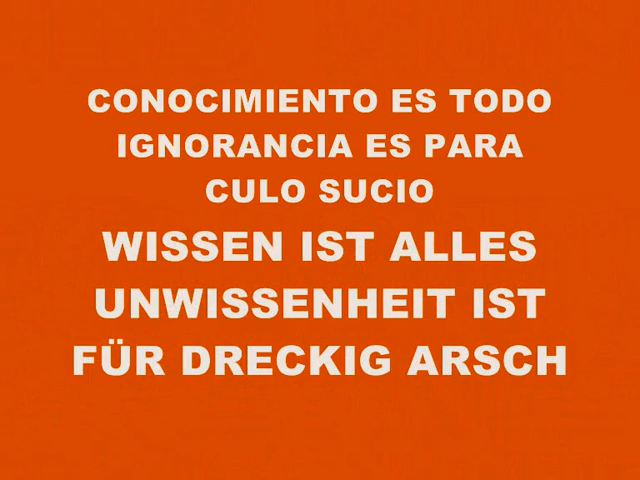 CONOCIMIENTO ES TODO
IGNORANCIA ES PARA
CULO SUCIO
WISSEN IST ALLES
UNWISSENHEIT IST
FÜR DRECKIG ARSCH